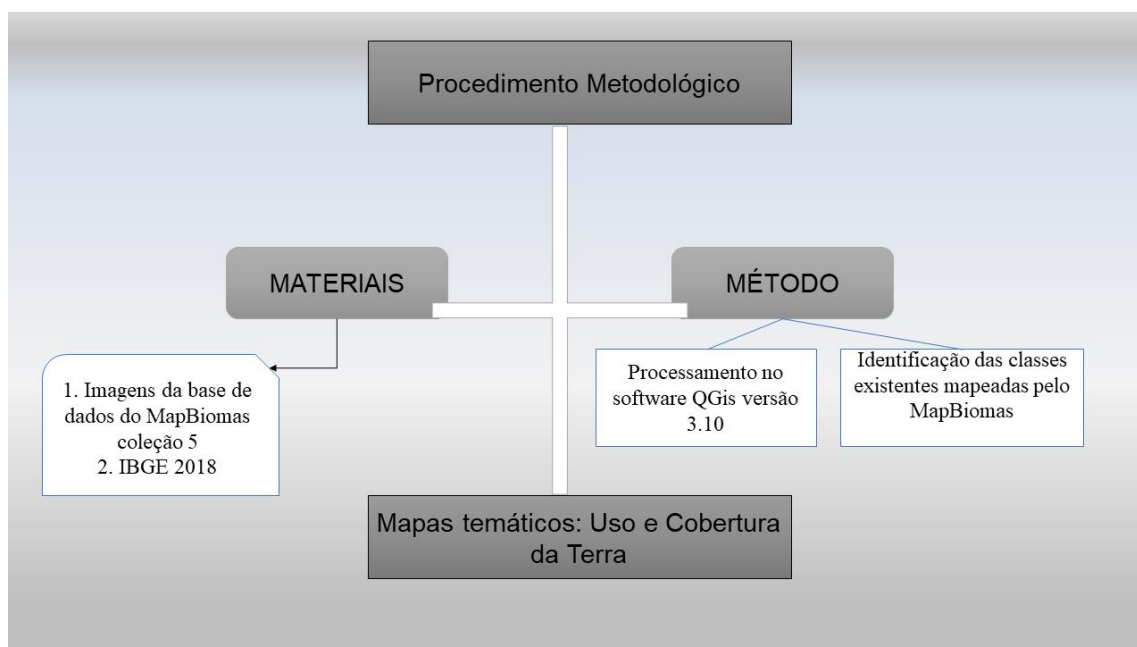 Procedimento Metodológico
MATERIAIS
MÉTODO
1. Imagens da base de
dados do MapBiomas
coleção 5
2. IBGE 2018
Processamento no
software QGis versão
3.10
Identificação das classes
existentes mapeadas pelo
MapBiomas
Mapas temáticos: Uso e Cobertura
da Terra